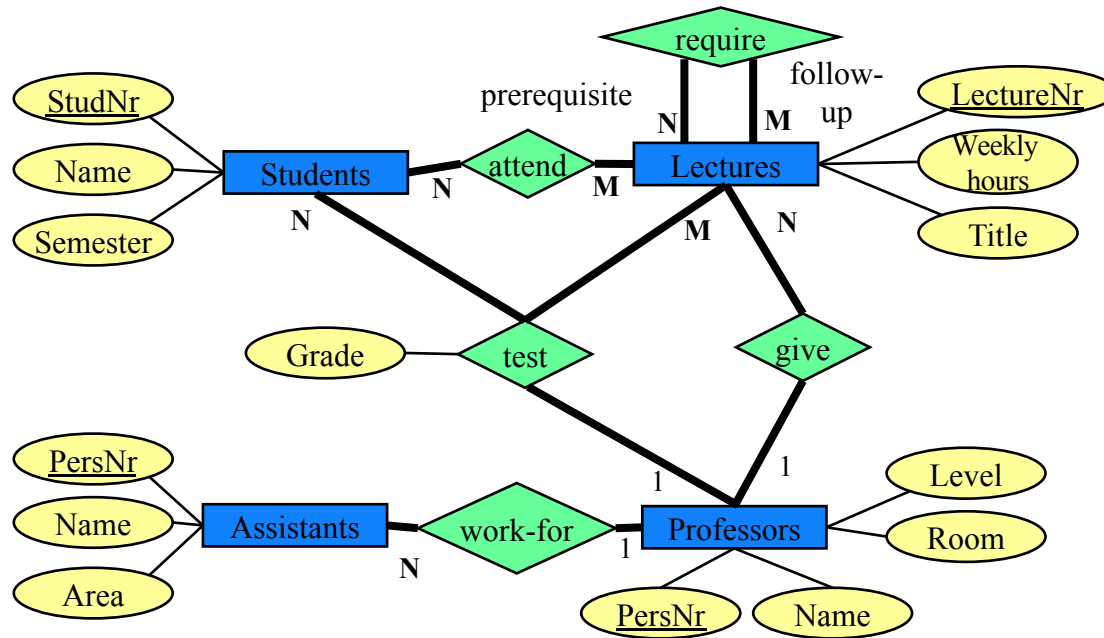 require
follow-
up
prerequisite
StudNr
LectureNr
N
M
Name
Students
N
attend
M
Lectures
Weekly
hours
Semester
N
M
N
Title
Grade
test
give
PersNr
1
1
Level
Name
Assistants
N
work-for
1
Professors
Room
Area
PersNr
Name